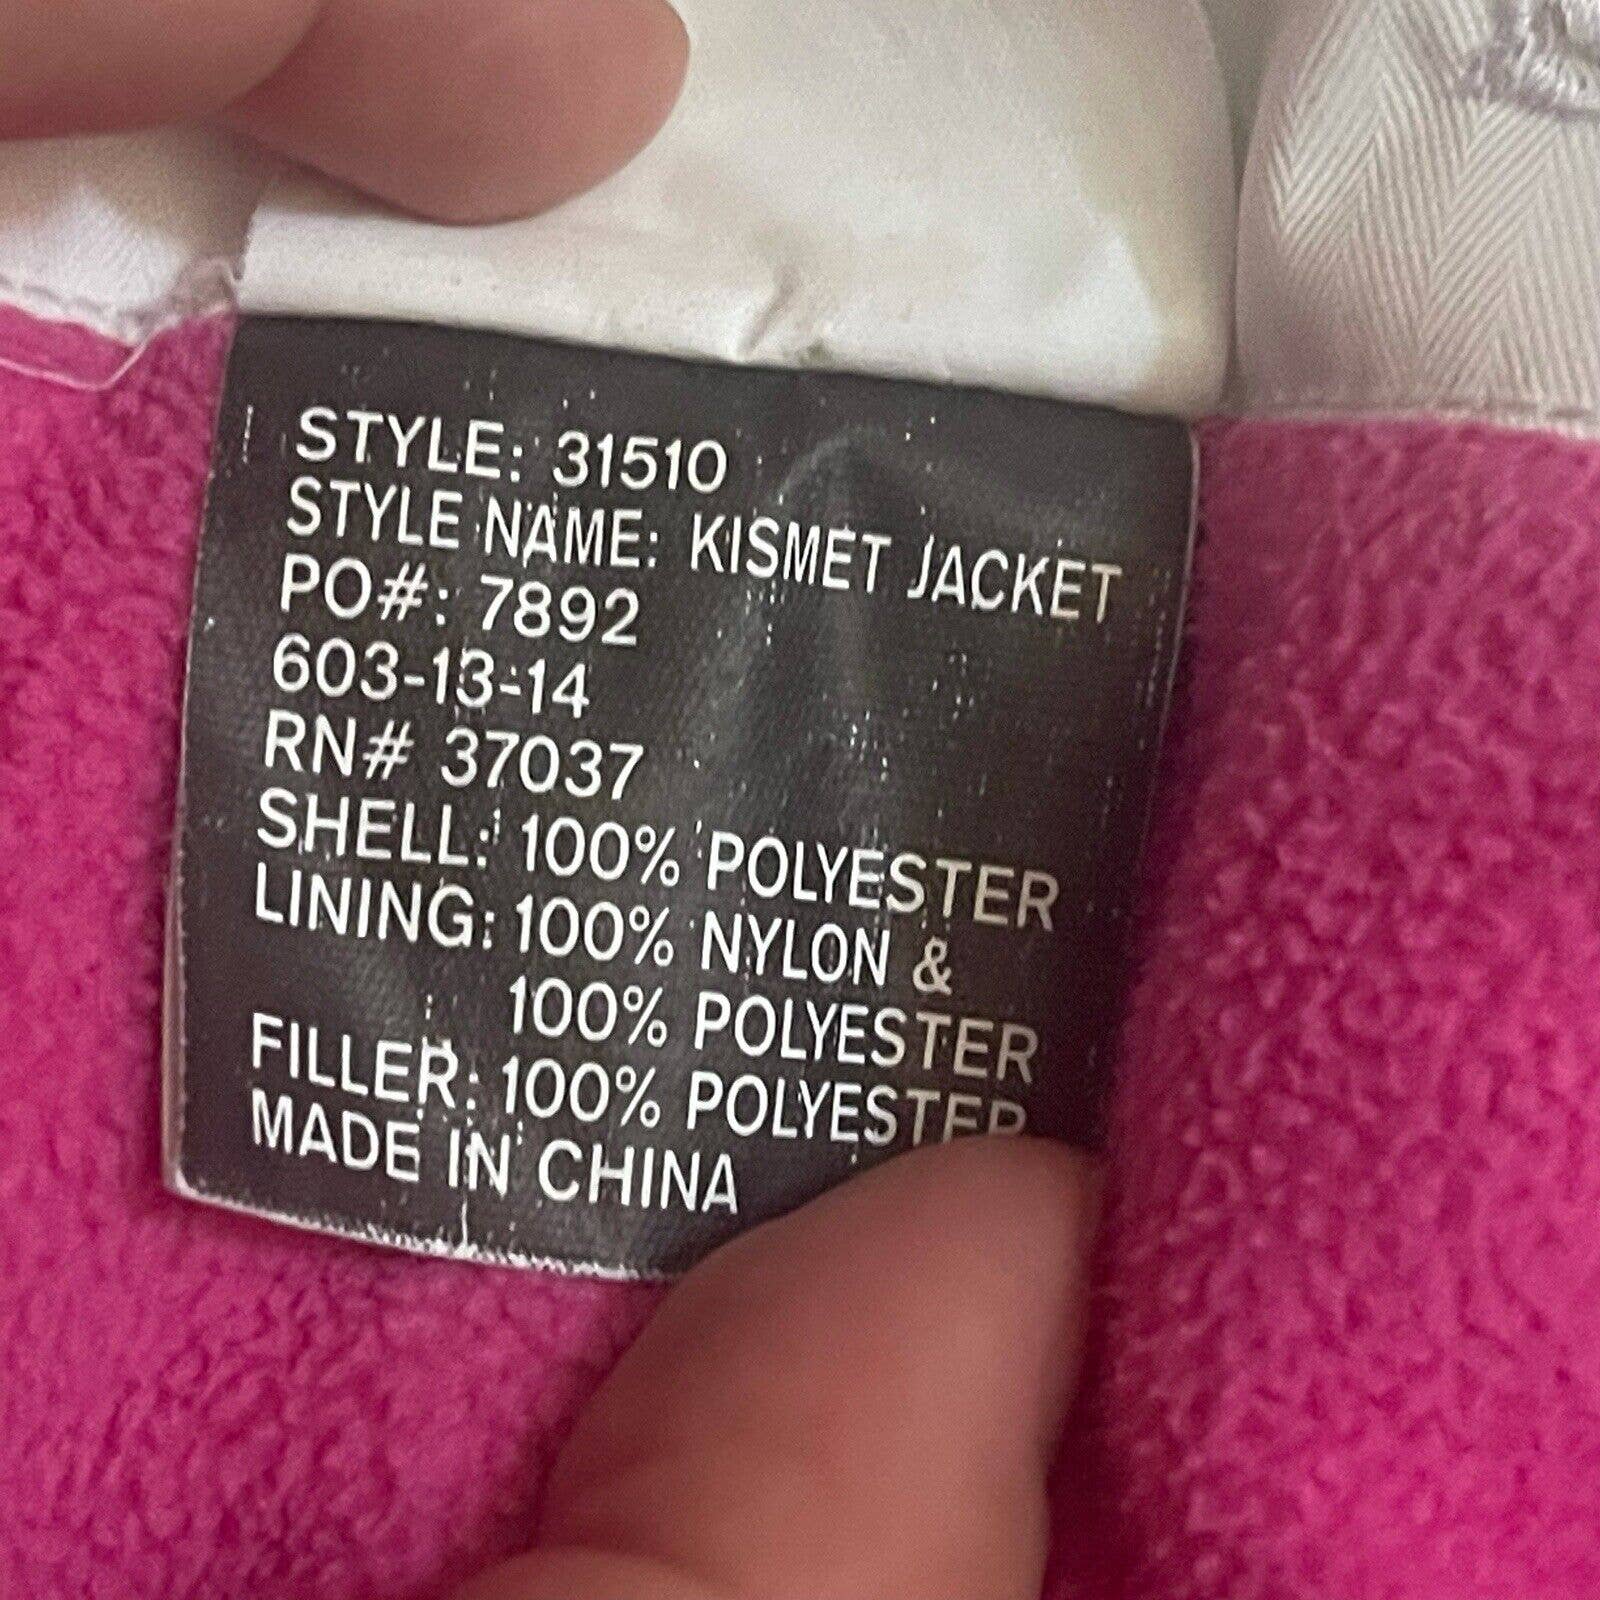 STYLE: 31510
STYLE NAME: KISMET JACKET
PO#: 7892
603-13-14
RN# 37037
SHELL: 100% POLYESTER
LINING: 100% NYLON &
100% POLYESTER
FILLER: 100% POLYESTER
MADE IN CHINA